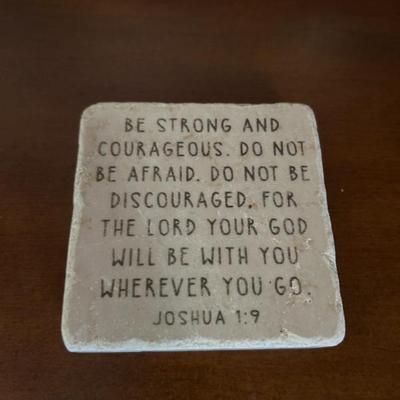 BE STRONG AND
COURAGEOUS. DO NOT
BE AFRAID. DO NOT BE
DISCOURAGED, FOR
THE LORD YOUR GOD
WILL BE WITH YOU
WHEREVER YOU GO.
JOSHUA 1:9